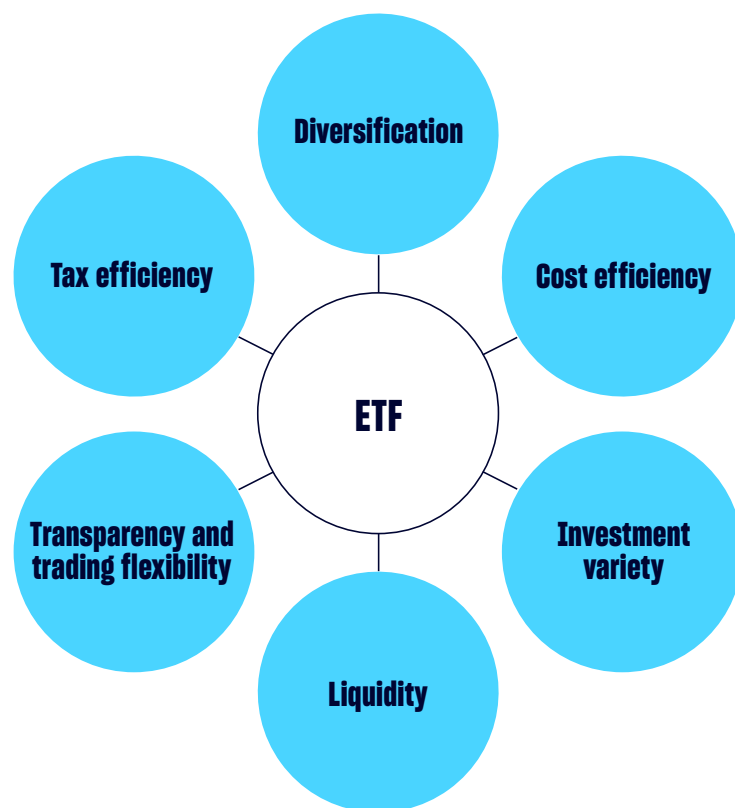 Diversification
Tax efficiency
Cost efficiency
ETF
Transparency and
trading flexibility
Investment
variety
Liquidity